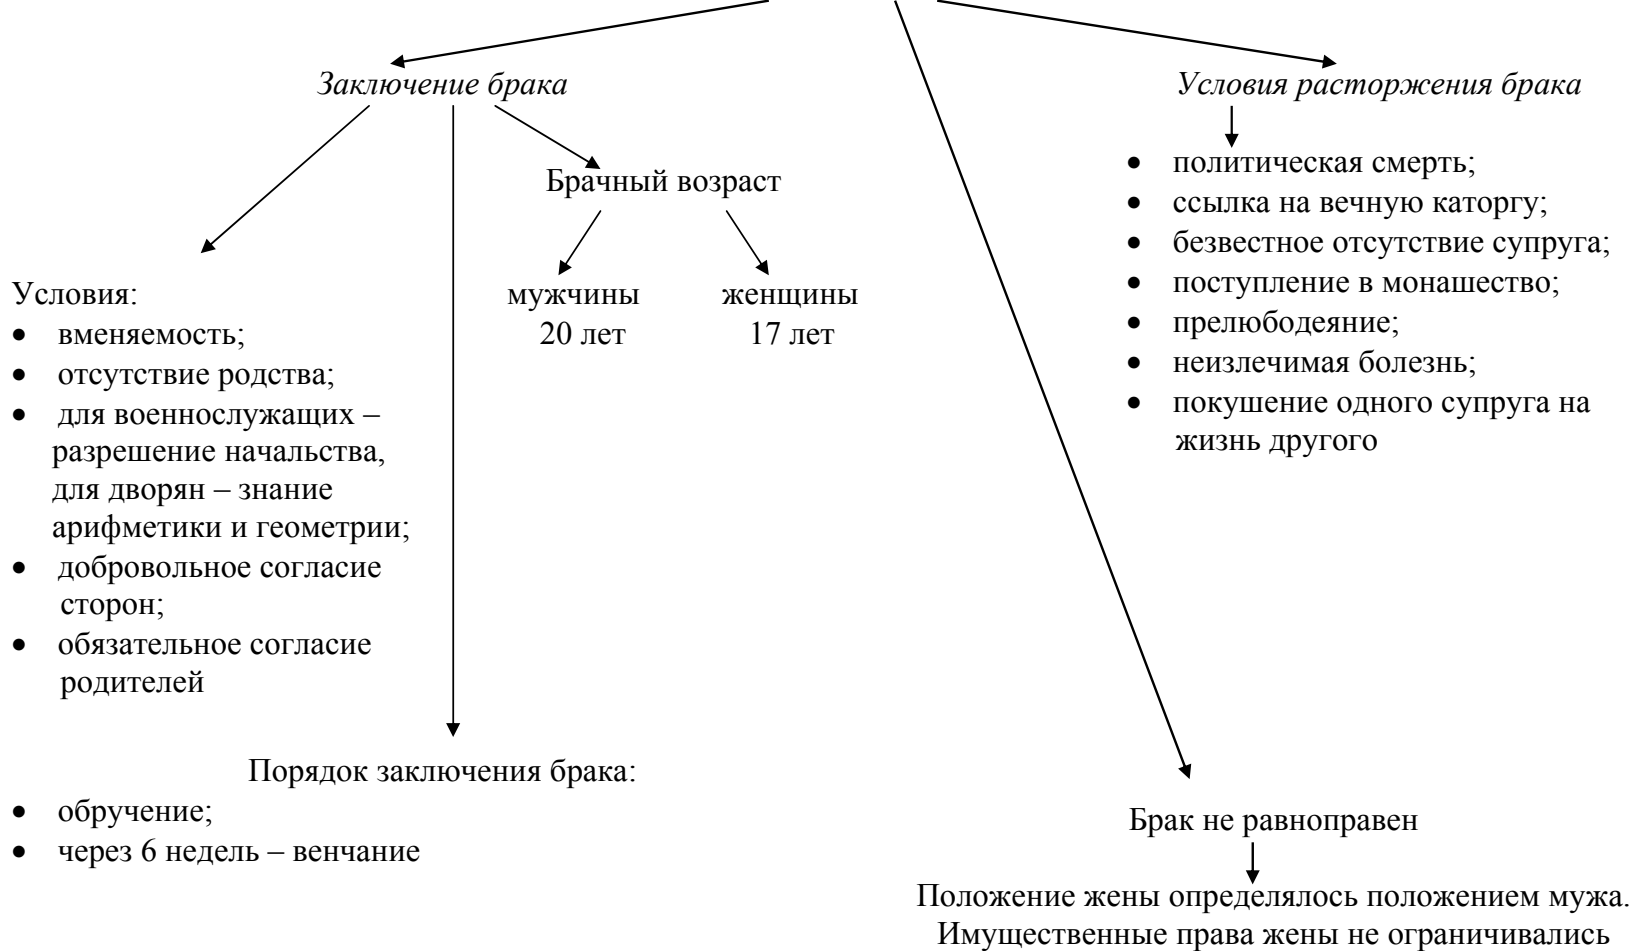 Заключение брака
Условия расторжения брака
Брачный возраст
мужчины
20 лет
женщины
17 лет
Условия:
• вменяемость;
• отсутствие родства;
• для военнослужащих –
разрешение начальства,
для дворян – знание
арифметики и геометрии;
• добровольное согласие
сторон;
• обязательное согласие
родителей
Порядок заключения брака:
• обручение;
• через 6 недель – венчание
• политическая смерть;
• ссылка на вечную каторгу;
• безвестное отсутствие супруга;
• поступление в монашество;
• прелюбодеяние;
• неизлечимая болезнь;
• покушение одного супруга на
жизнь другого
Брак не равноправен
Положение жены определялось положением мужа.
Имущественные права жены не ограничивались